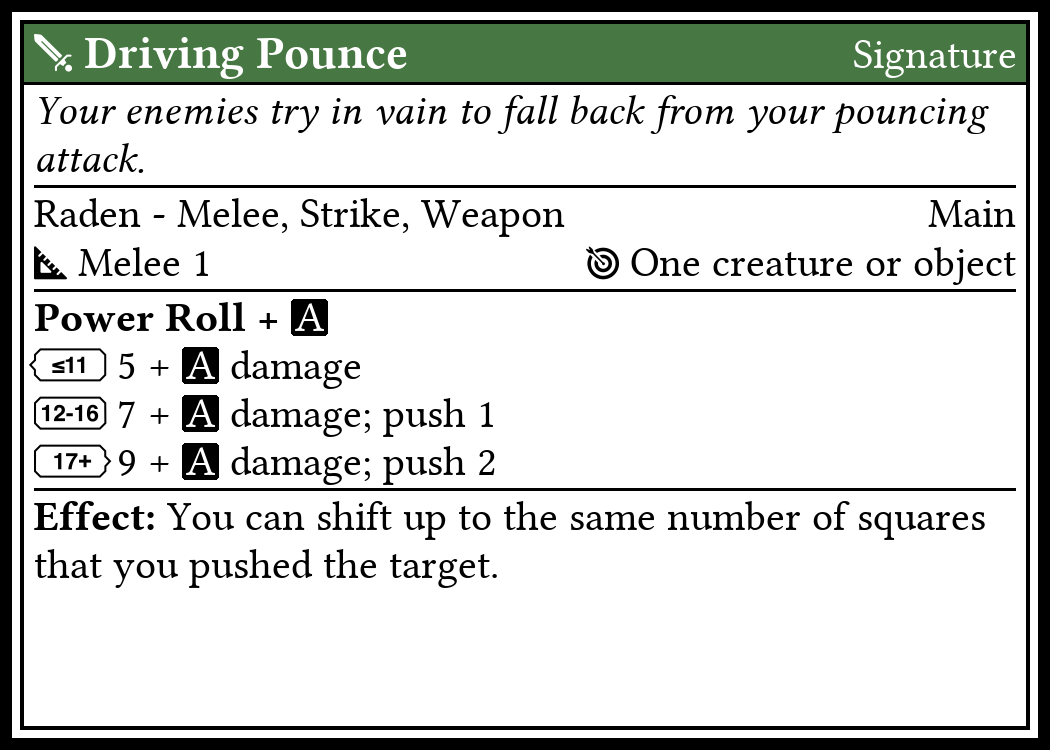 Driving Pounce Signature
Your enemies try in vain to fall back from your pouncing
attack.
Raden - Melee, Strike, Weapon Main
Melee 1 One creature or object
Power Roll + A
≤11 5 + A damage
12-16 7 + A damage; push 1
17+ 9 + A damage; push 2
Effect: You can shift up to the same number of squares
that you pushed the target.